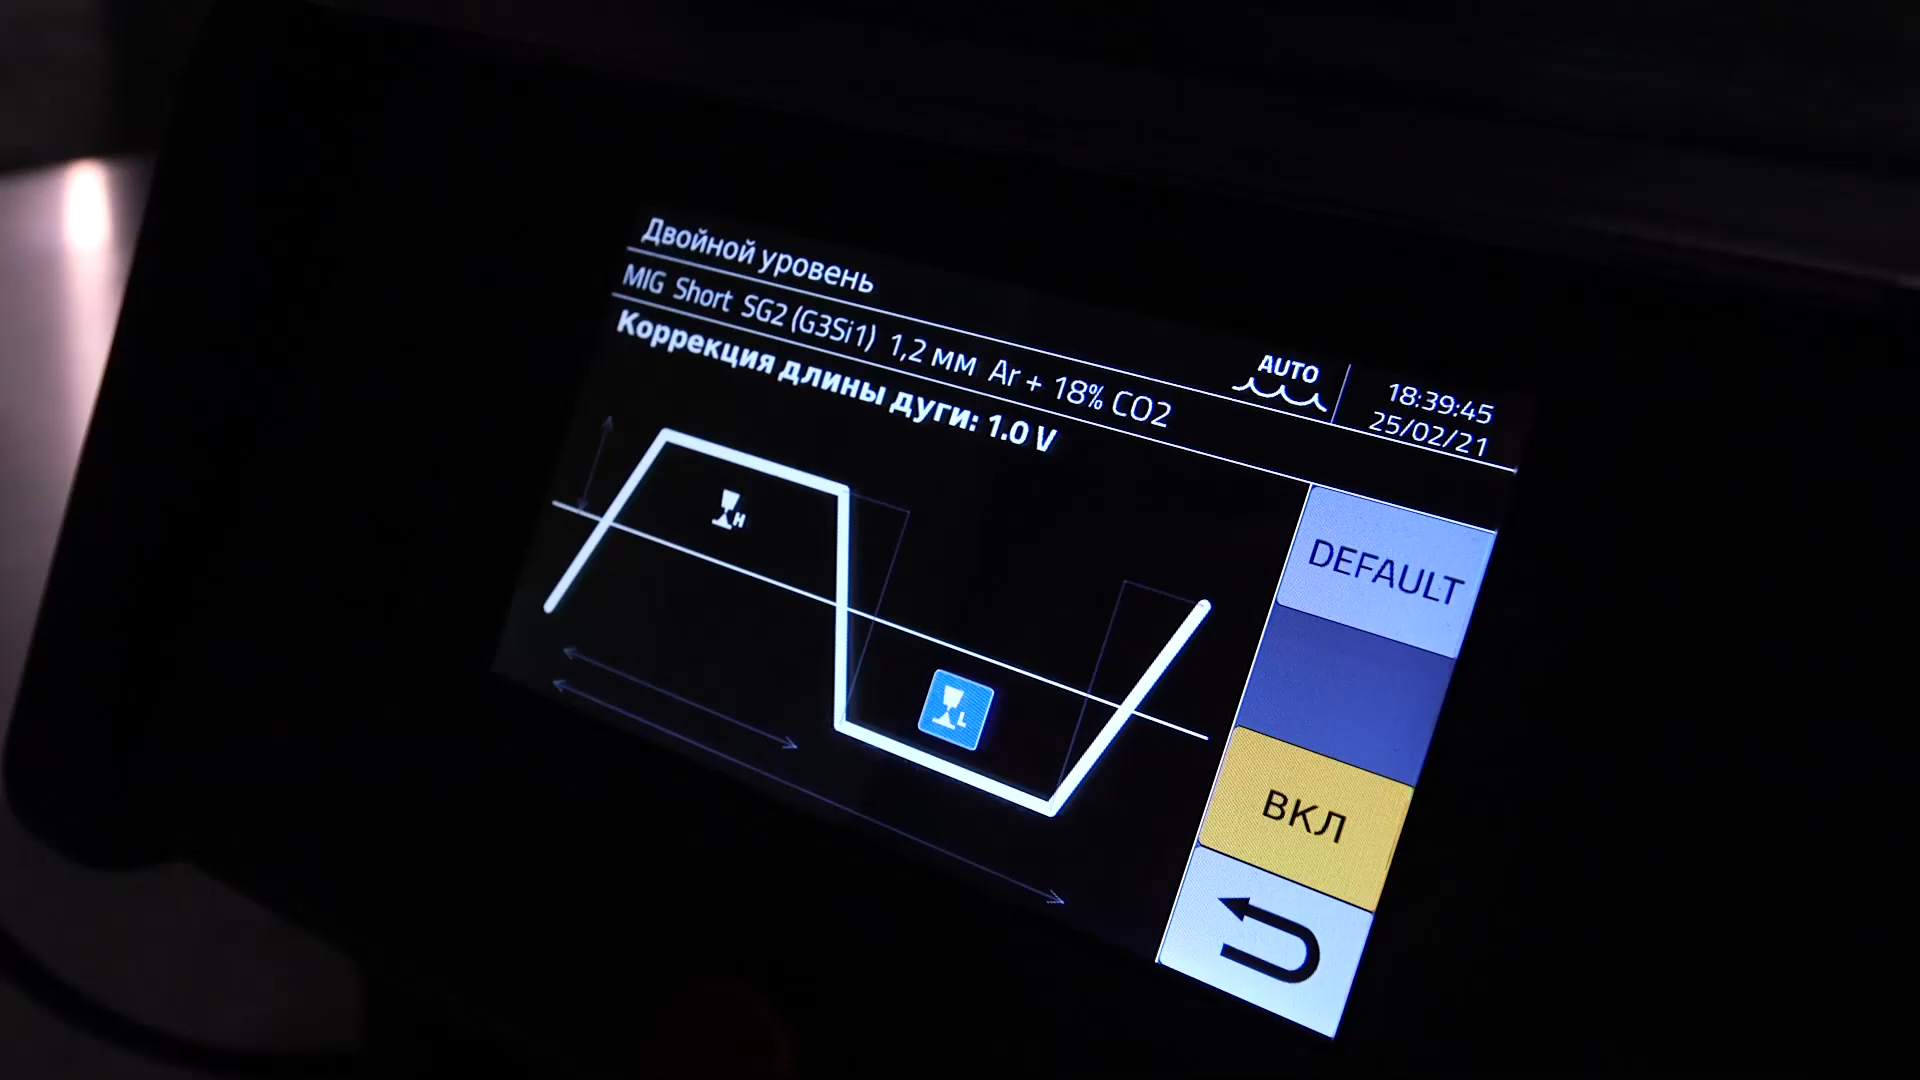 Двойной уровень
MIG Short SG2 (G3Si1) 1,2 мм Ar + 18% CO2
AUTO
18:39:45
25/02/21
Коррекция длины дуги: 1.0 V
H
L
DEFAULT
ВКЛ